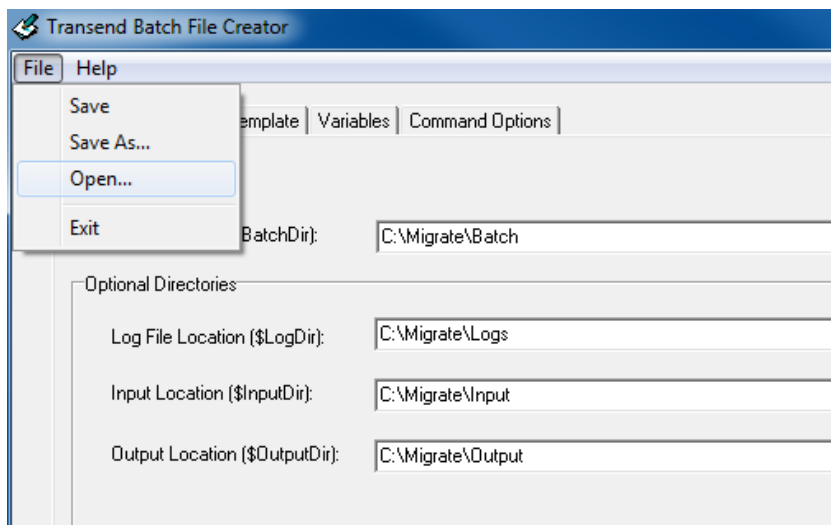 Transend Batch File Creator
File Help
Save
Save As...
Open...
Exit
emplate Variables Command Options
BatchDir): C:\Migrate\Batch
Optional Directories
Log File Location ($LogDir): C:\Migrate\Logs
Input Location ($InputDir): C:\Migrate\Input
Output Location ($OutputDir): C:\Migrate\Output